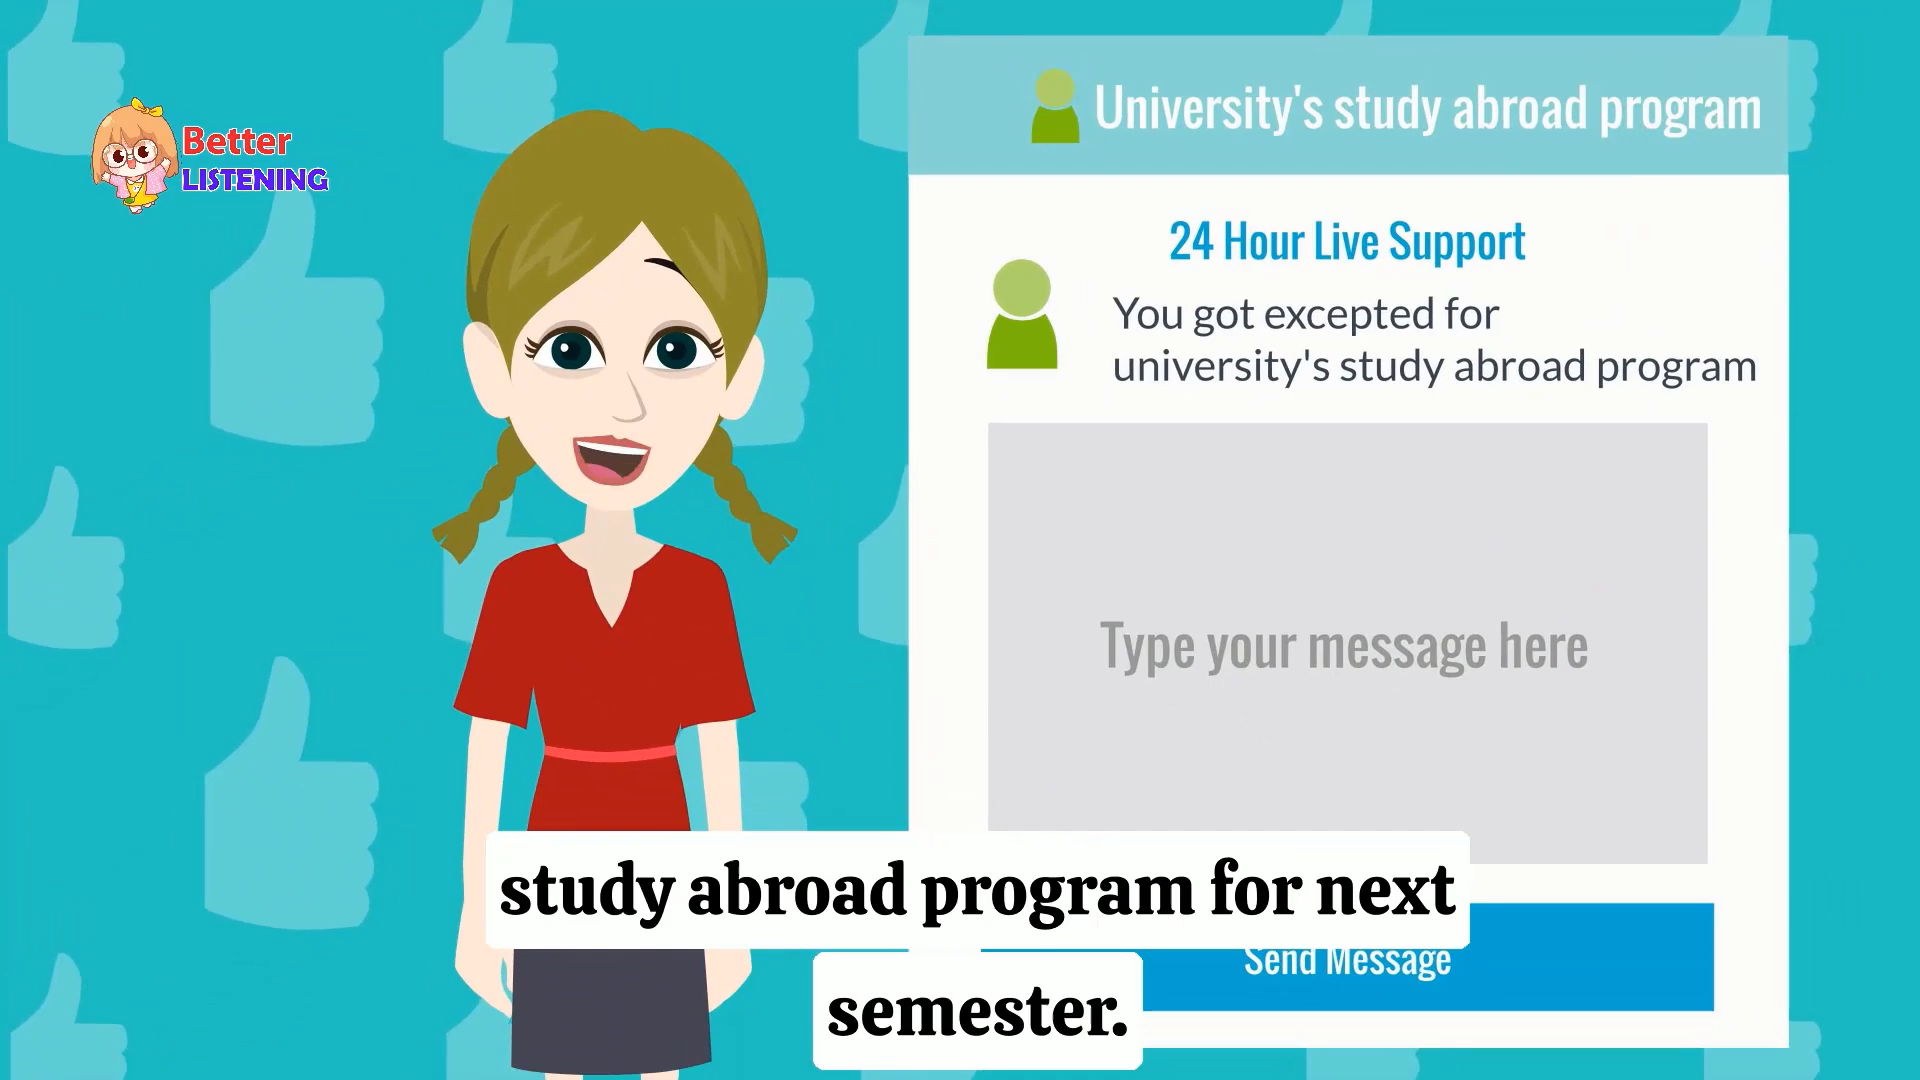 Better
LISTENING
University's study abroad program
24 Hour Live Support
You got excepted for
university's study abroad program
Type your message here
Send Message
study abroad program for next
semester.